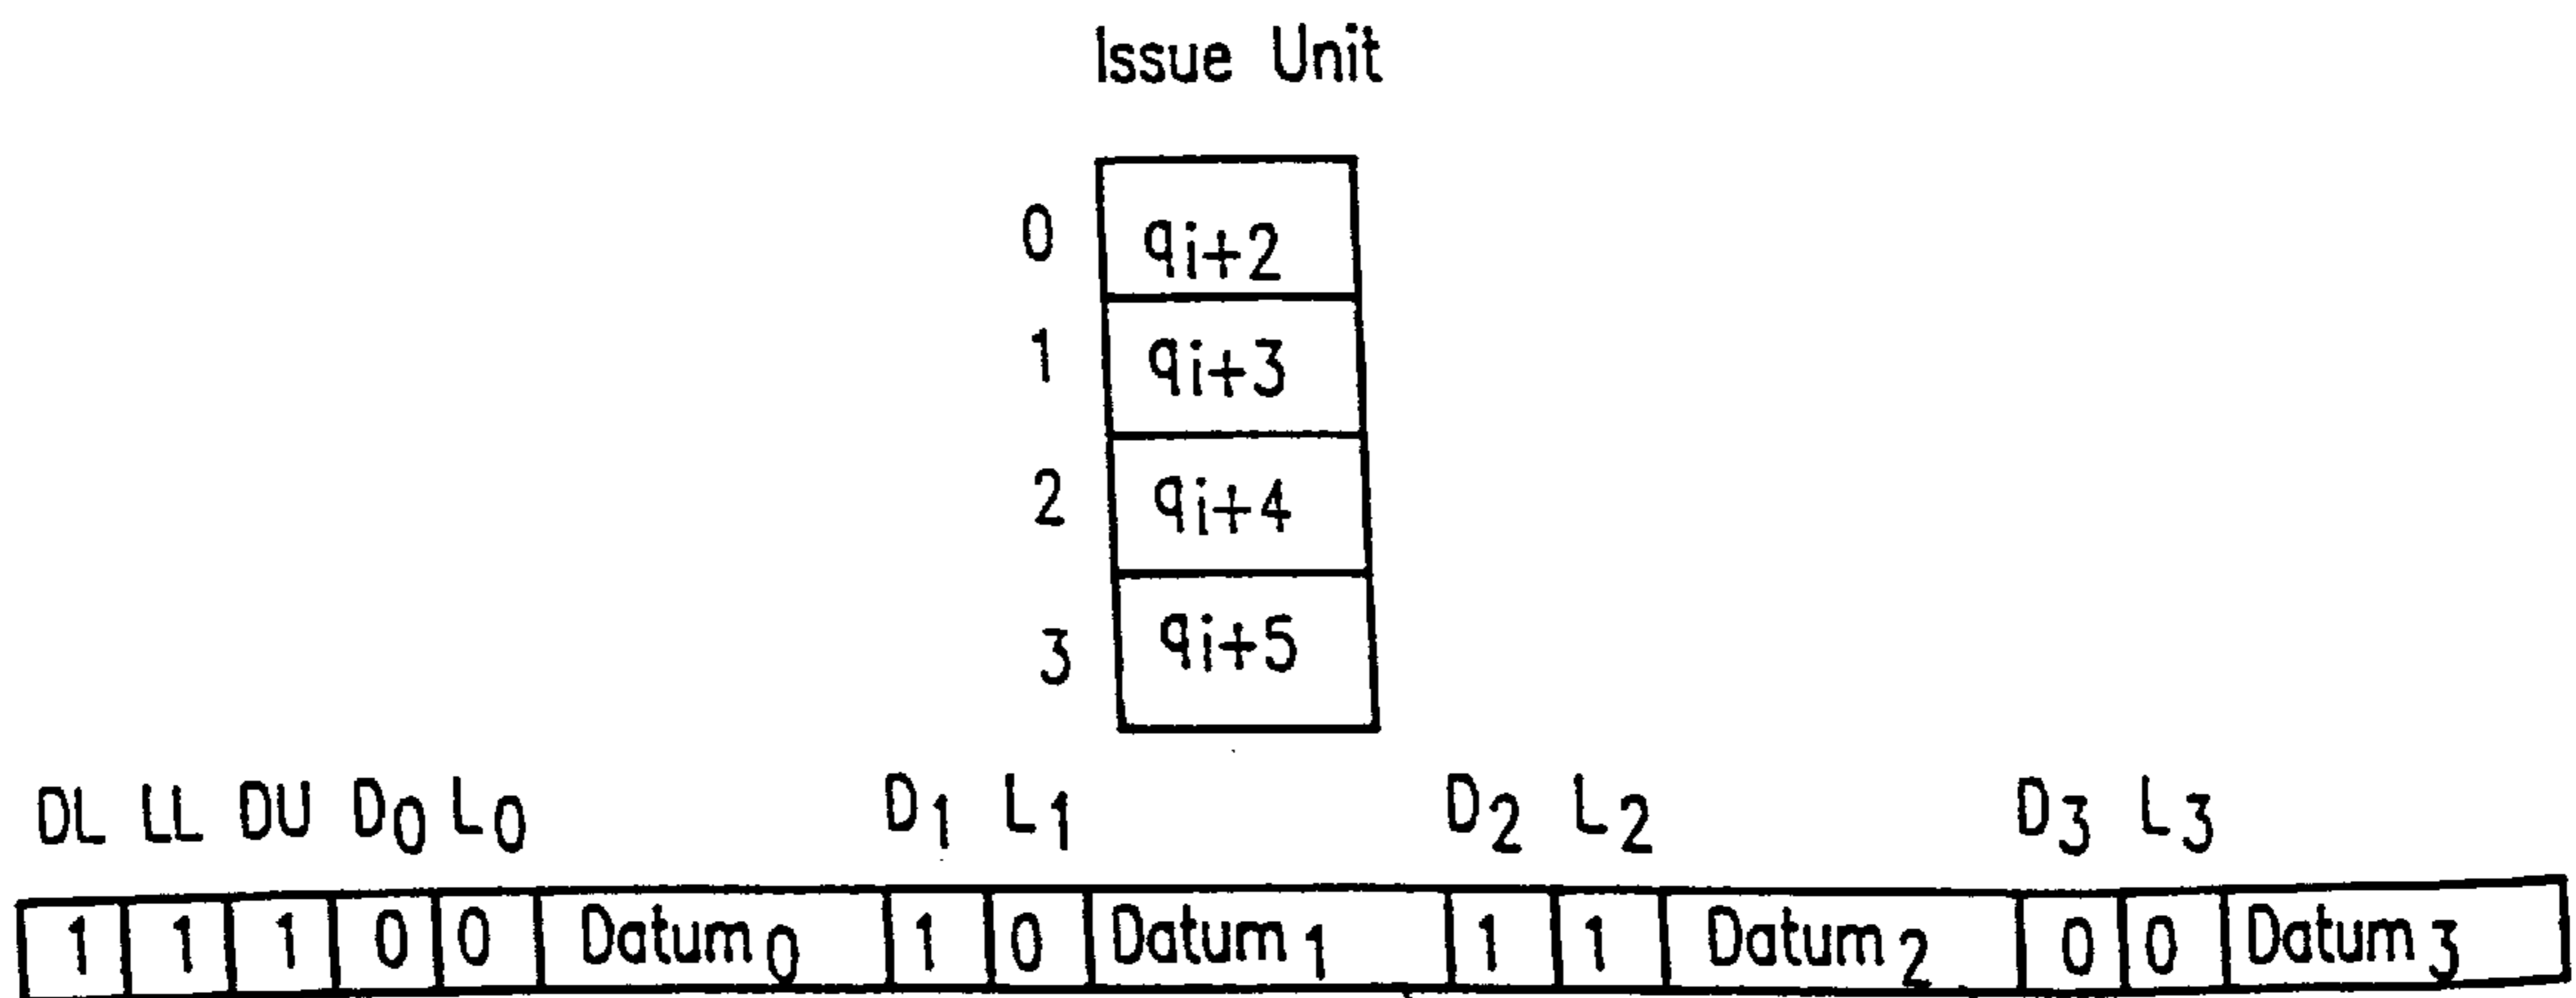 Issue Unit
0 qi+2
1 qi+3
2 qi+4
3 qi+5
DL LL DU D0 L0 D1 L1 D2 L2 D3 L3
1 1 1 0 0 Datum0 1 0 Datum1 1 1 Datum2 0 0 Datum3